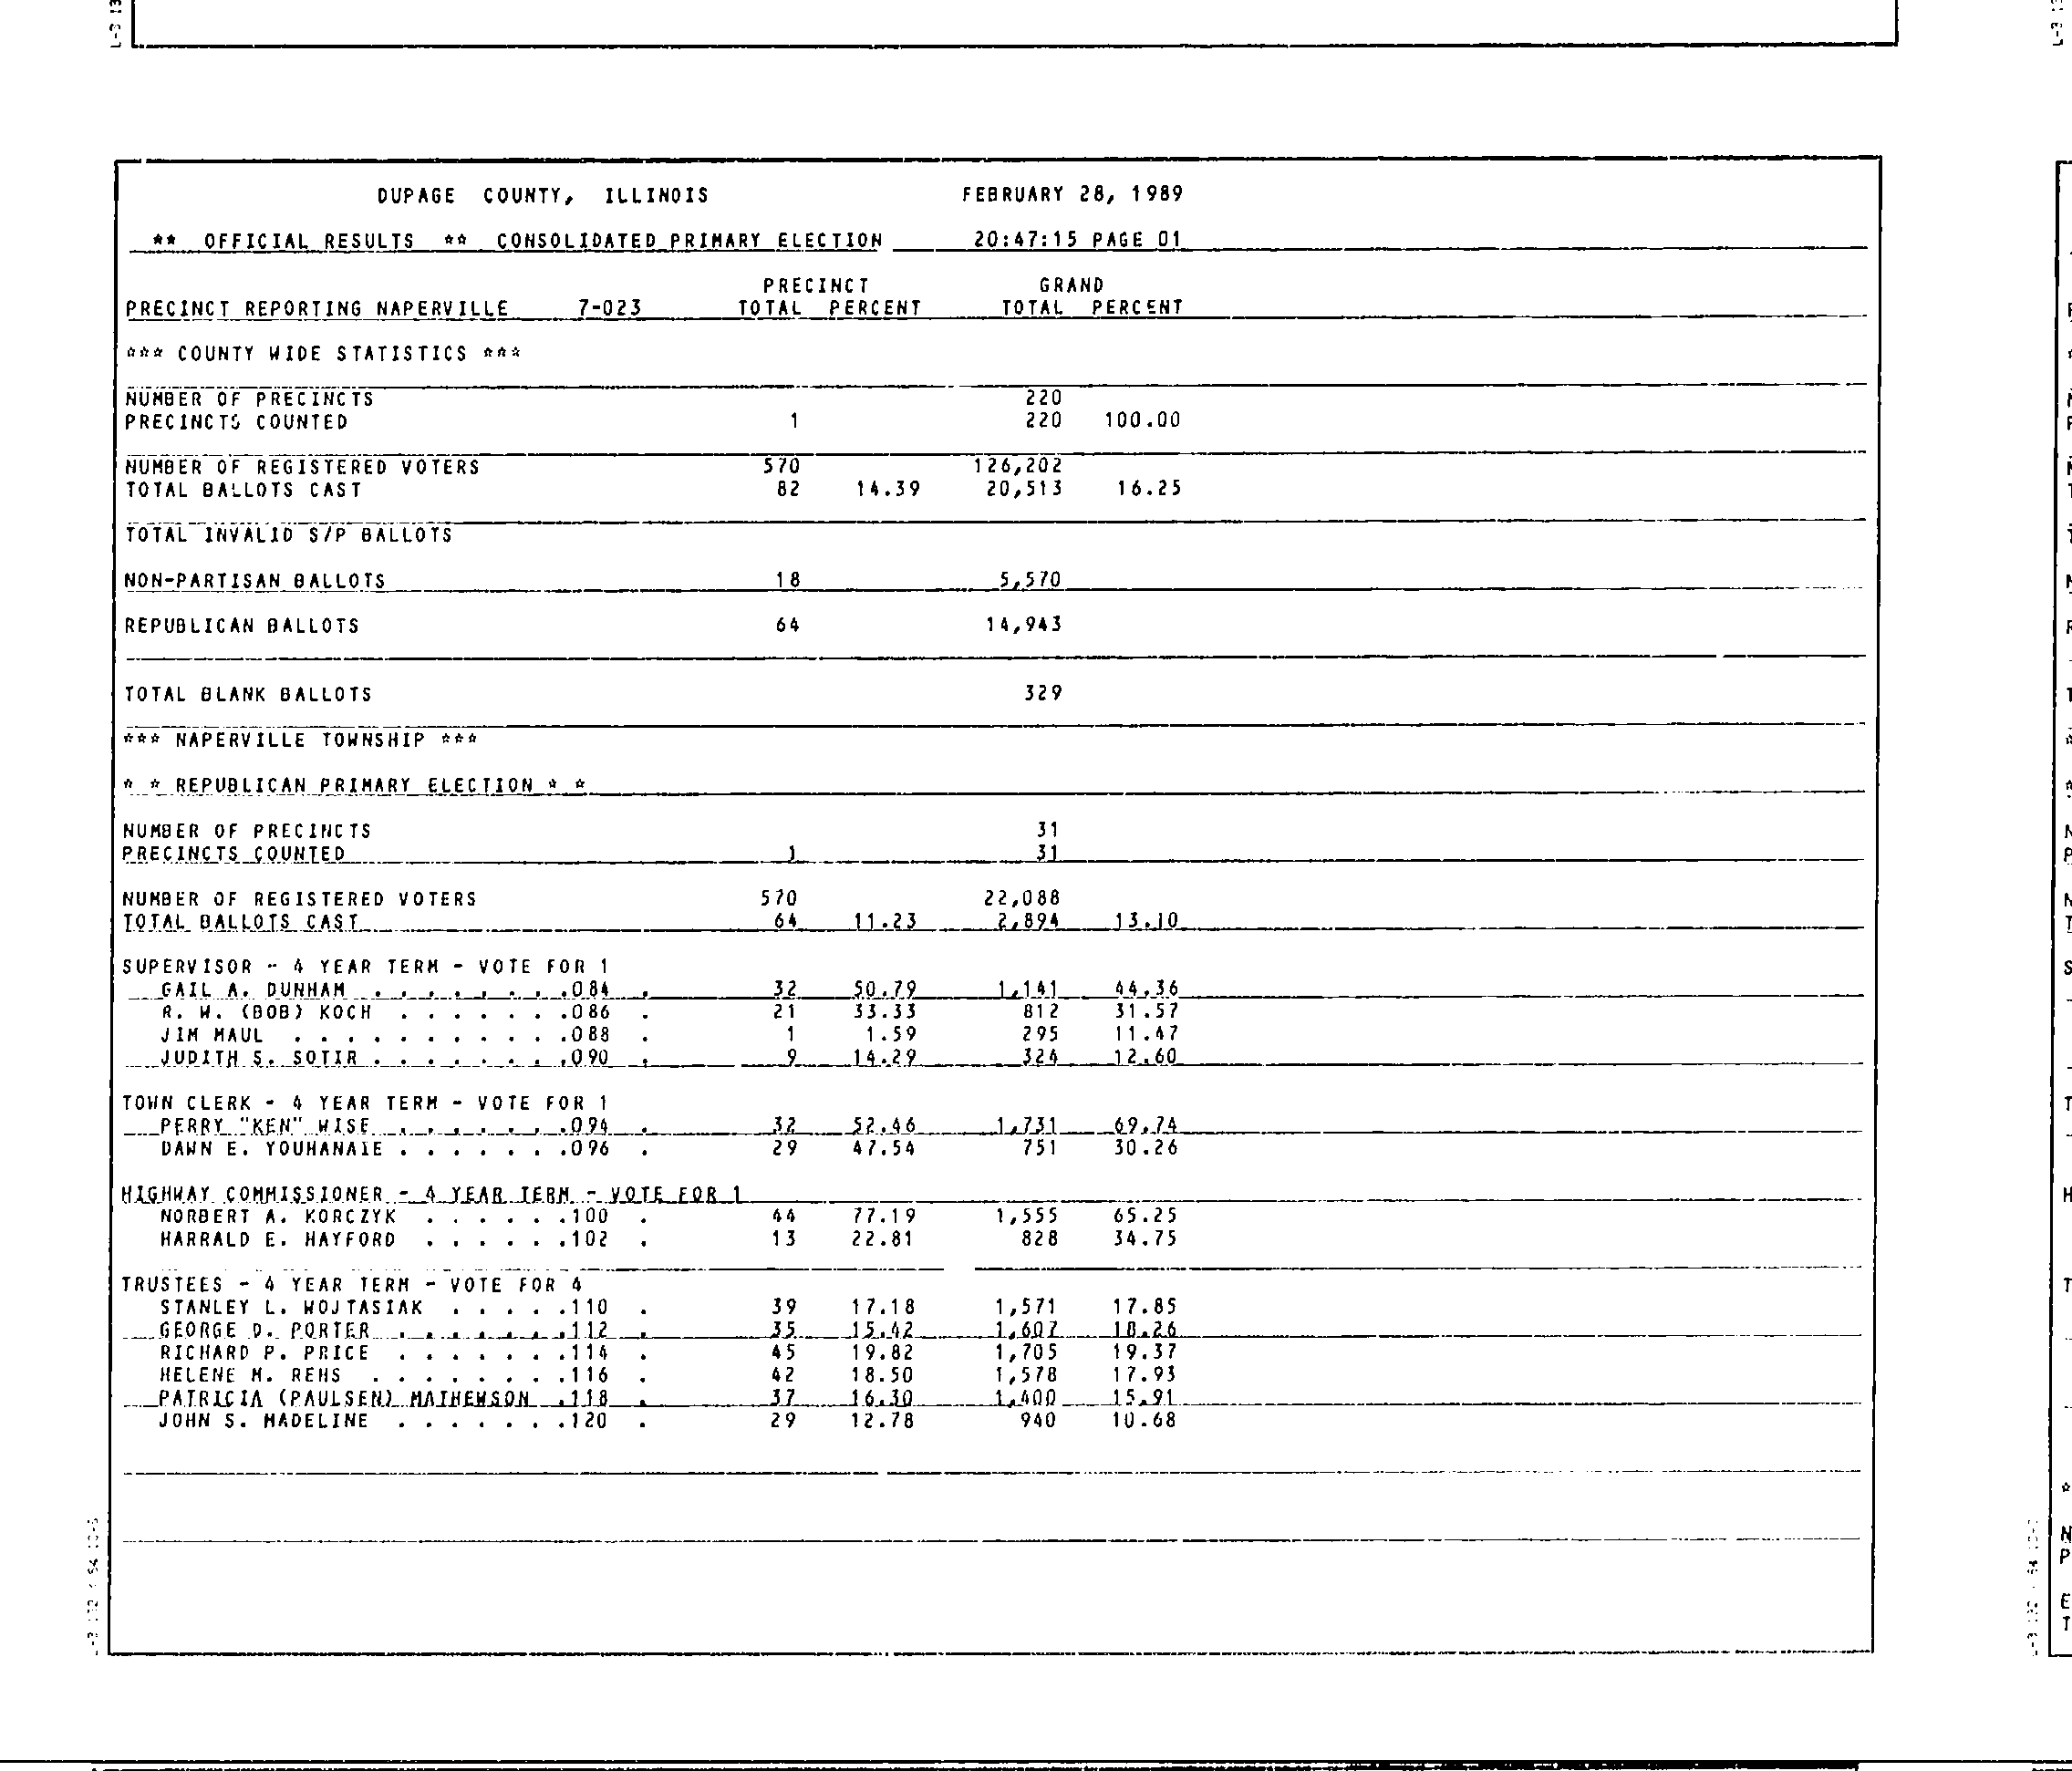 DUPAGE COUNTY, ILLINOIS FEBRUARY 28, 1989
** OFFICIAL RESULTS ** CONSOLIDATED PRIMARY ELECTION 20:47:15 PAGE 01
PRECINCT GRAND
PRECINCT REPORTING NAPERVILLE 7-023 TOTAL PERCENT TOTAL PERCENT
*** COUNTY WIDE STATISTICS ***
NUMBER OF PRECINCTS 220
PRECINCTS COUNTED 1 220 100.00
NUMBER OF REGISTERED VOTERS 570 126,202
TOTAL BALLOTS CAST 82 14.39 20,513 16.25
TOTAL INVALID S/P BALLOTS
NON-PARTISAN BALLOTS 18 5,570
REPUBLICAN BALLOTS 64 14,943
TOTAL BLANK BALLOTS 329
*** NAPERVILLE TOWNSHIP ***
* * REPUBLICAN PRIMARY ELECTION * *
NUMBER OF PRECINCTS 31
PRECINCTS COUNTED 1 31
NUMBER OF REGISTERED VOTERS 570 22,088
TOTAL BALLOTS CAST 64 11.23 2,894 13.10
SUPERVISOR - 4 YEAR TERM - VOTE FOR 1
GAIL A. DUNHAM . . . . . . . . .084 . 32 50.79 1,141 44.36
R. W. (BOB) KOCH . . . . . . .086 . 21 33.33 812 31.57
JIM MAUL . . . . . . . . . . .088 . 1 1.59 295 11.47
JUDITH S. SOTIR . . . . . . . .090 . 9 14.29 324 12.60
TOWN CLERK - 4 YEAR TERM - VOTE FOR 1
PERRY "KEN" WISE . . . . . . .094 . 32 52.46 1,731 69.74
DAWN E. YOUHANAIE . . . . . . .096 . 29 47.54 751 30.26
HIGHWAY COMMISSIONER - 4 YEAR TERM - VOTE FOR 1
NORBERT A. KORCZYK . . . . . .100 . 44 77.19 1,555 65.25
HARRALD E. HAYFORD . . . . . .102 . 13 22.81 828 34.75
TRUSTEES - 4 YEAR TERM - VOTE FOR 4
STANLEY L. WOJTASIAK . . . . .110 . 39 17.18 1,571 17.85
GEORGE D. PORTER . . . . . . .112 . 35 15.42 1,607 18.26
RICHARD P. PRICE . . . . . . .114 . 45 19.82 1,705 19.37
HELENE M. REHS . . . . . . . .116 . 42 18.50 1,578 17.93
PATRICIA (PAULSEN) MATHEWSON .118 . 37 16.30 1,400 15.91
JOHN S. MADELINE . . . . . . .120 . 29 12.78 940 10.68